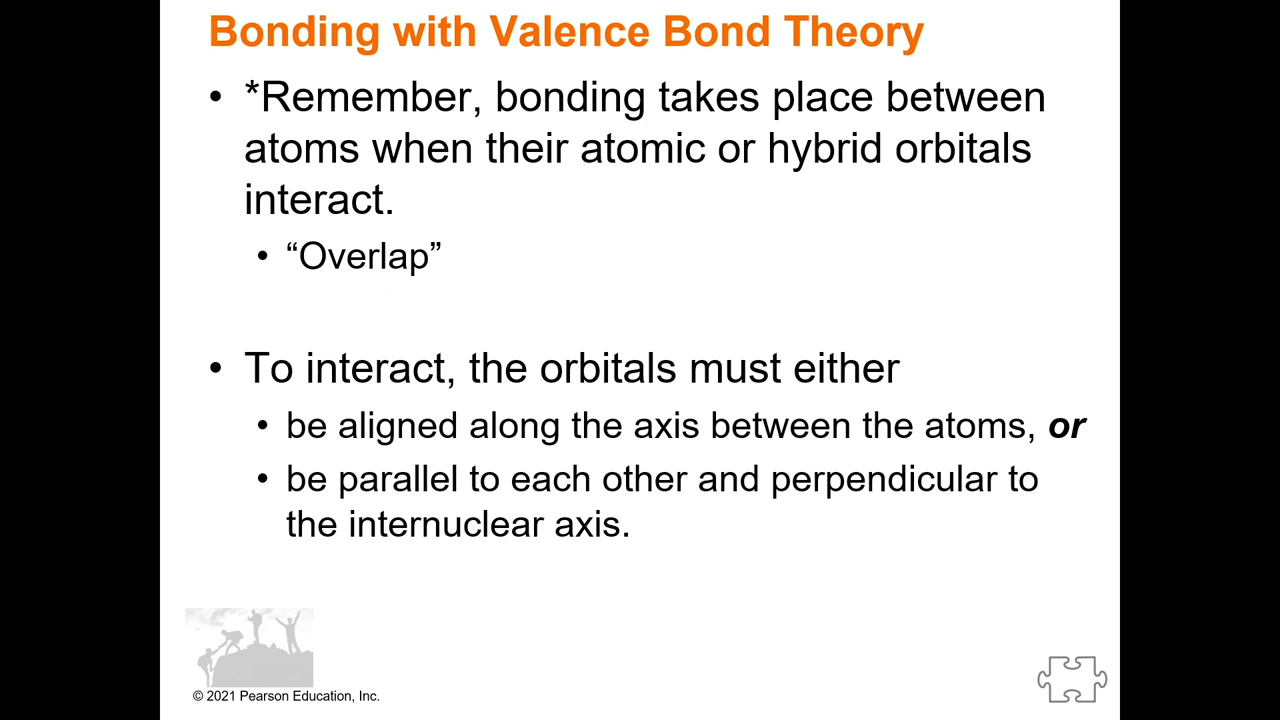 Bonding with Valence Bond Theory
• *Remember, bonding takes place between
atoms when their atomic or hybrid orbitals
interact.
• “Overlap”
• To interact, the orbitals must either
• be aligned along the axis between the atoms, or
• be parallel to each other and perpendicular to
the internuclear axis.
© 2021 Pearson Education, Inc.